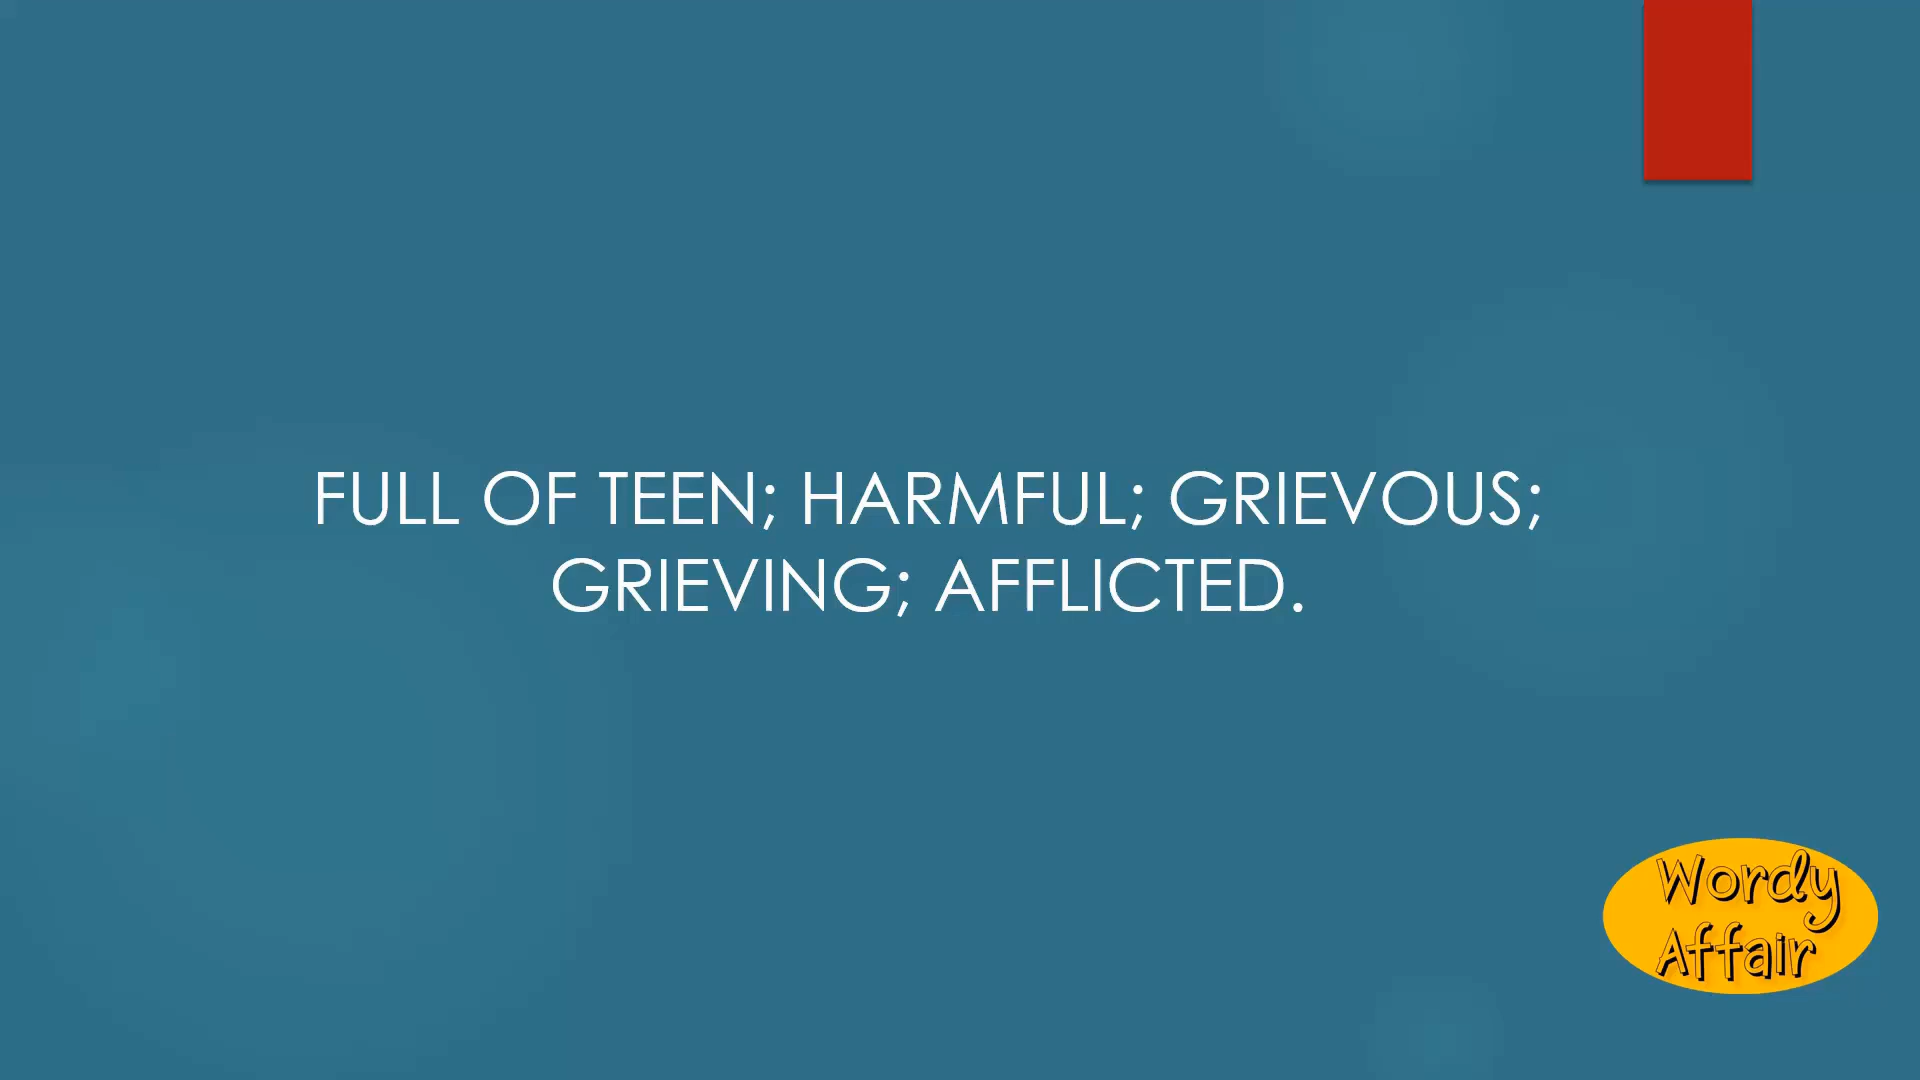 FULL OF TEEN; HARMFUL; GRIEVOUS;
GRIEVING; AFFLICTED.
Wordy
Affair